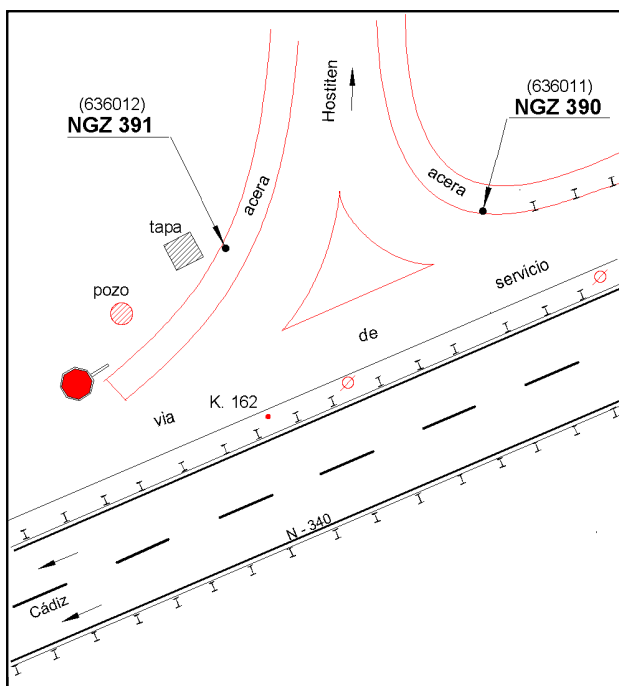 Hostiten
(636012)
NGZ 391
(636011)
NGZ 390
acera
acera
tapa
pozo
servicio
de
K. 162
via
N - 340
Cádiz